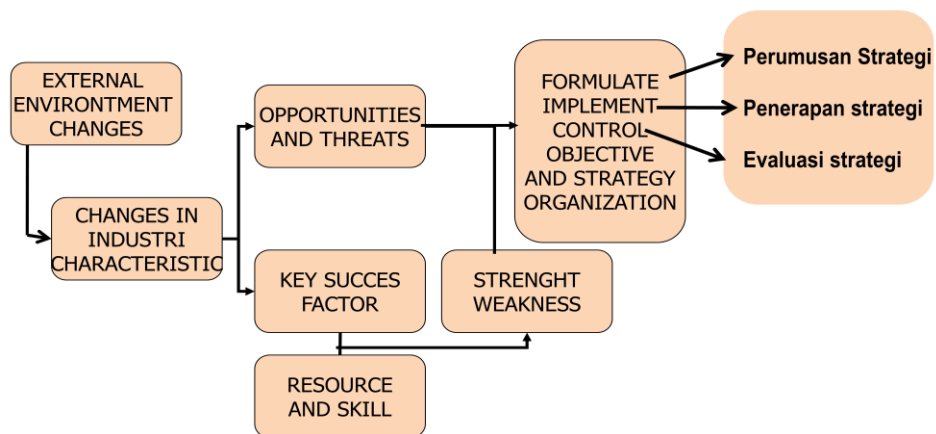 EXTERNAL
ENVIRONTMENT
CHANGES
CHANGES IN
INDUSTRI
CHARACTERISTIC
OPPORTUNITIES
AND THREATS
KEY SUCCES
FACTOR
RESOURCE
AND SKILL
STRENGHT
WEAKNESS
FORMULATE
IMPLEMENT
CONTROL
OBJECTIVE
AND STRATEGY
ORGANIZATION
Perumusan Strategi
Penerapan strategi
Evaluasi strategi